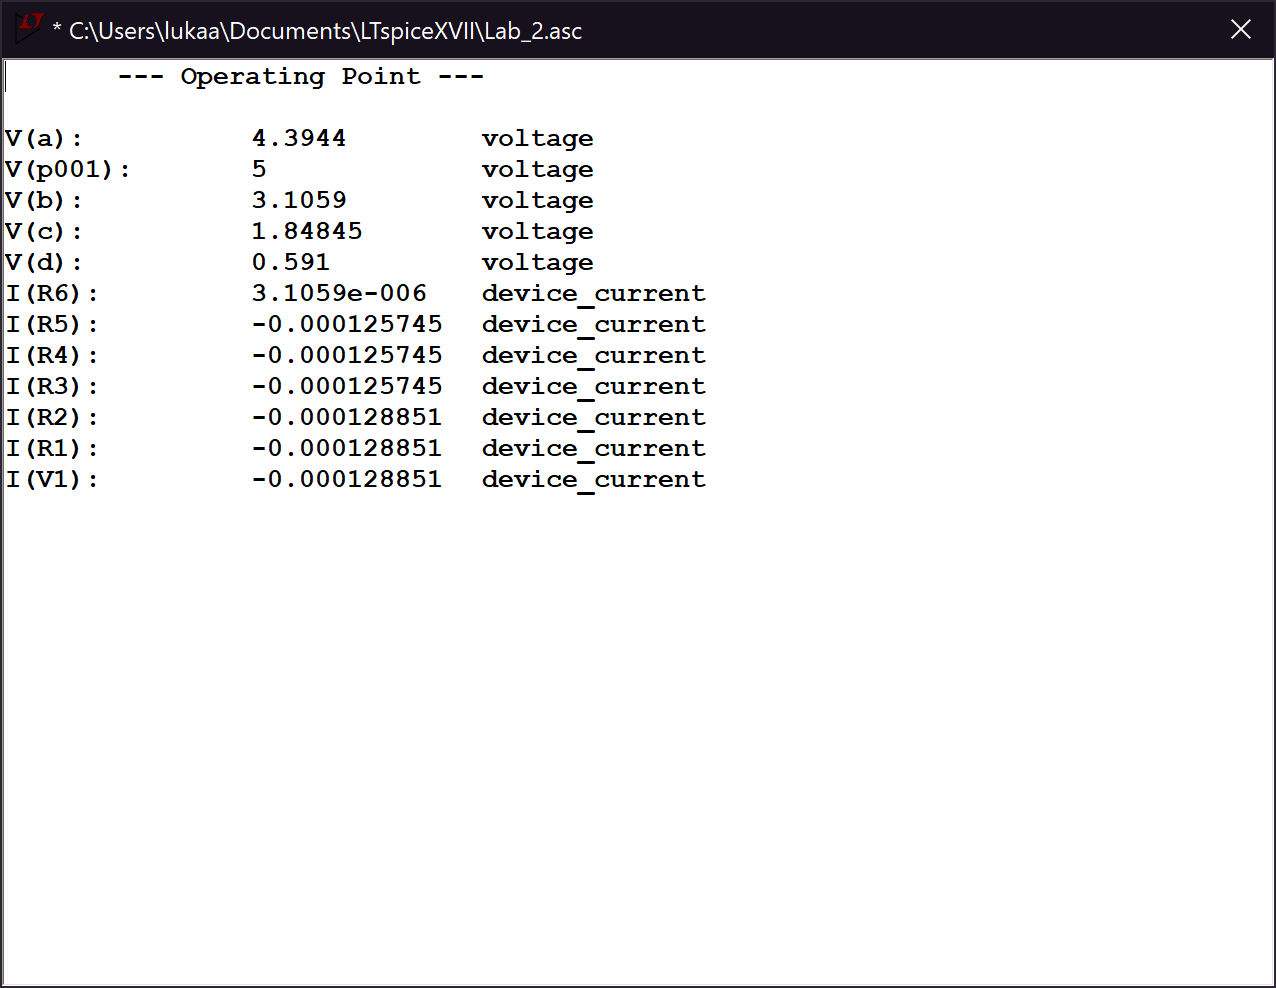 LT * C:\Users\lukaa\Documents\LTspiceXVII\Lab_2.asc
--- Operating Point ---
V(a): 4.3944 voltage
V(p001): 5 voltage
V(b): 3.1059 voltage
V(c): 1.84845 voltage
V(d): 0.591 voltage
I(R6): 3.1059e-006 device_current
I(R5): -0.000125745 device_current
I(R4): -0.000125745 device_current
I(R3): -0.000125745 device_current
I(R2): -0.000128851 device_current
I(R1): -0.000128851 device_current
I(V1): -0.000128851 device_current